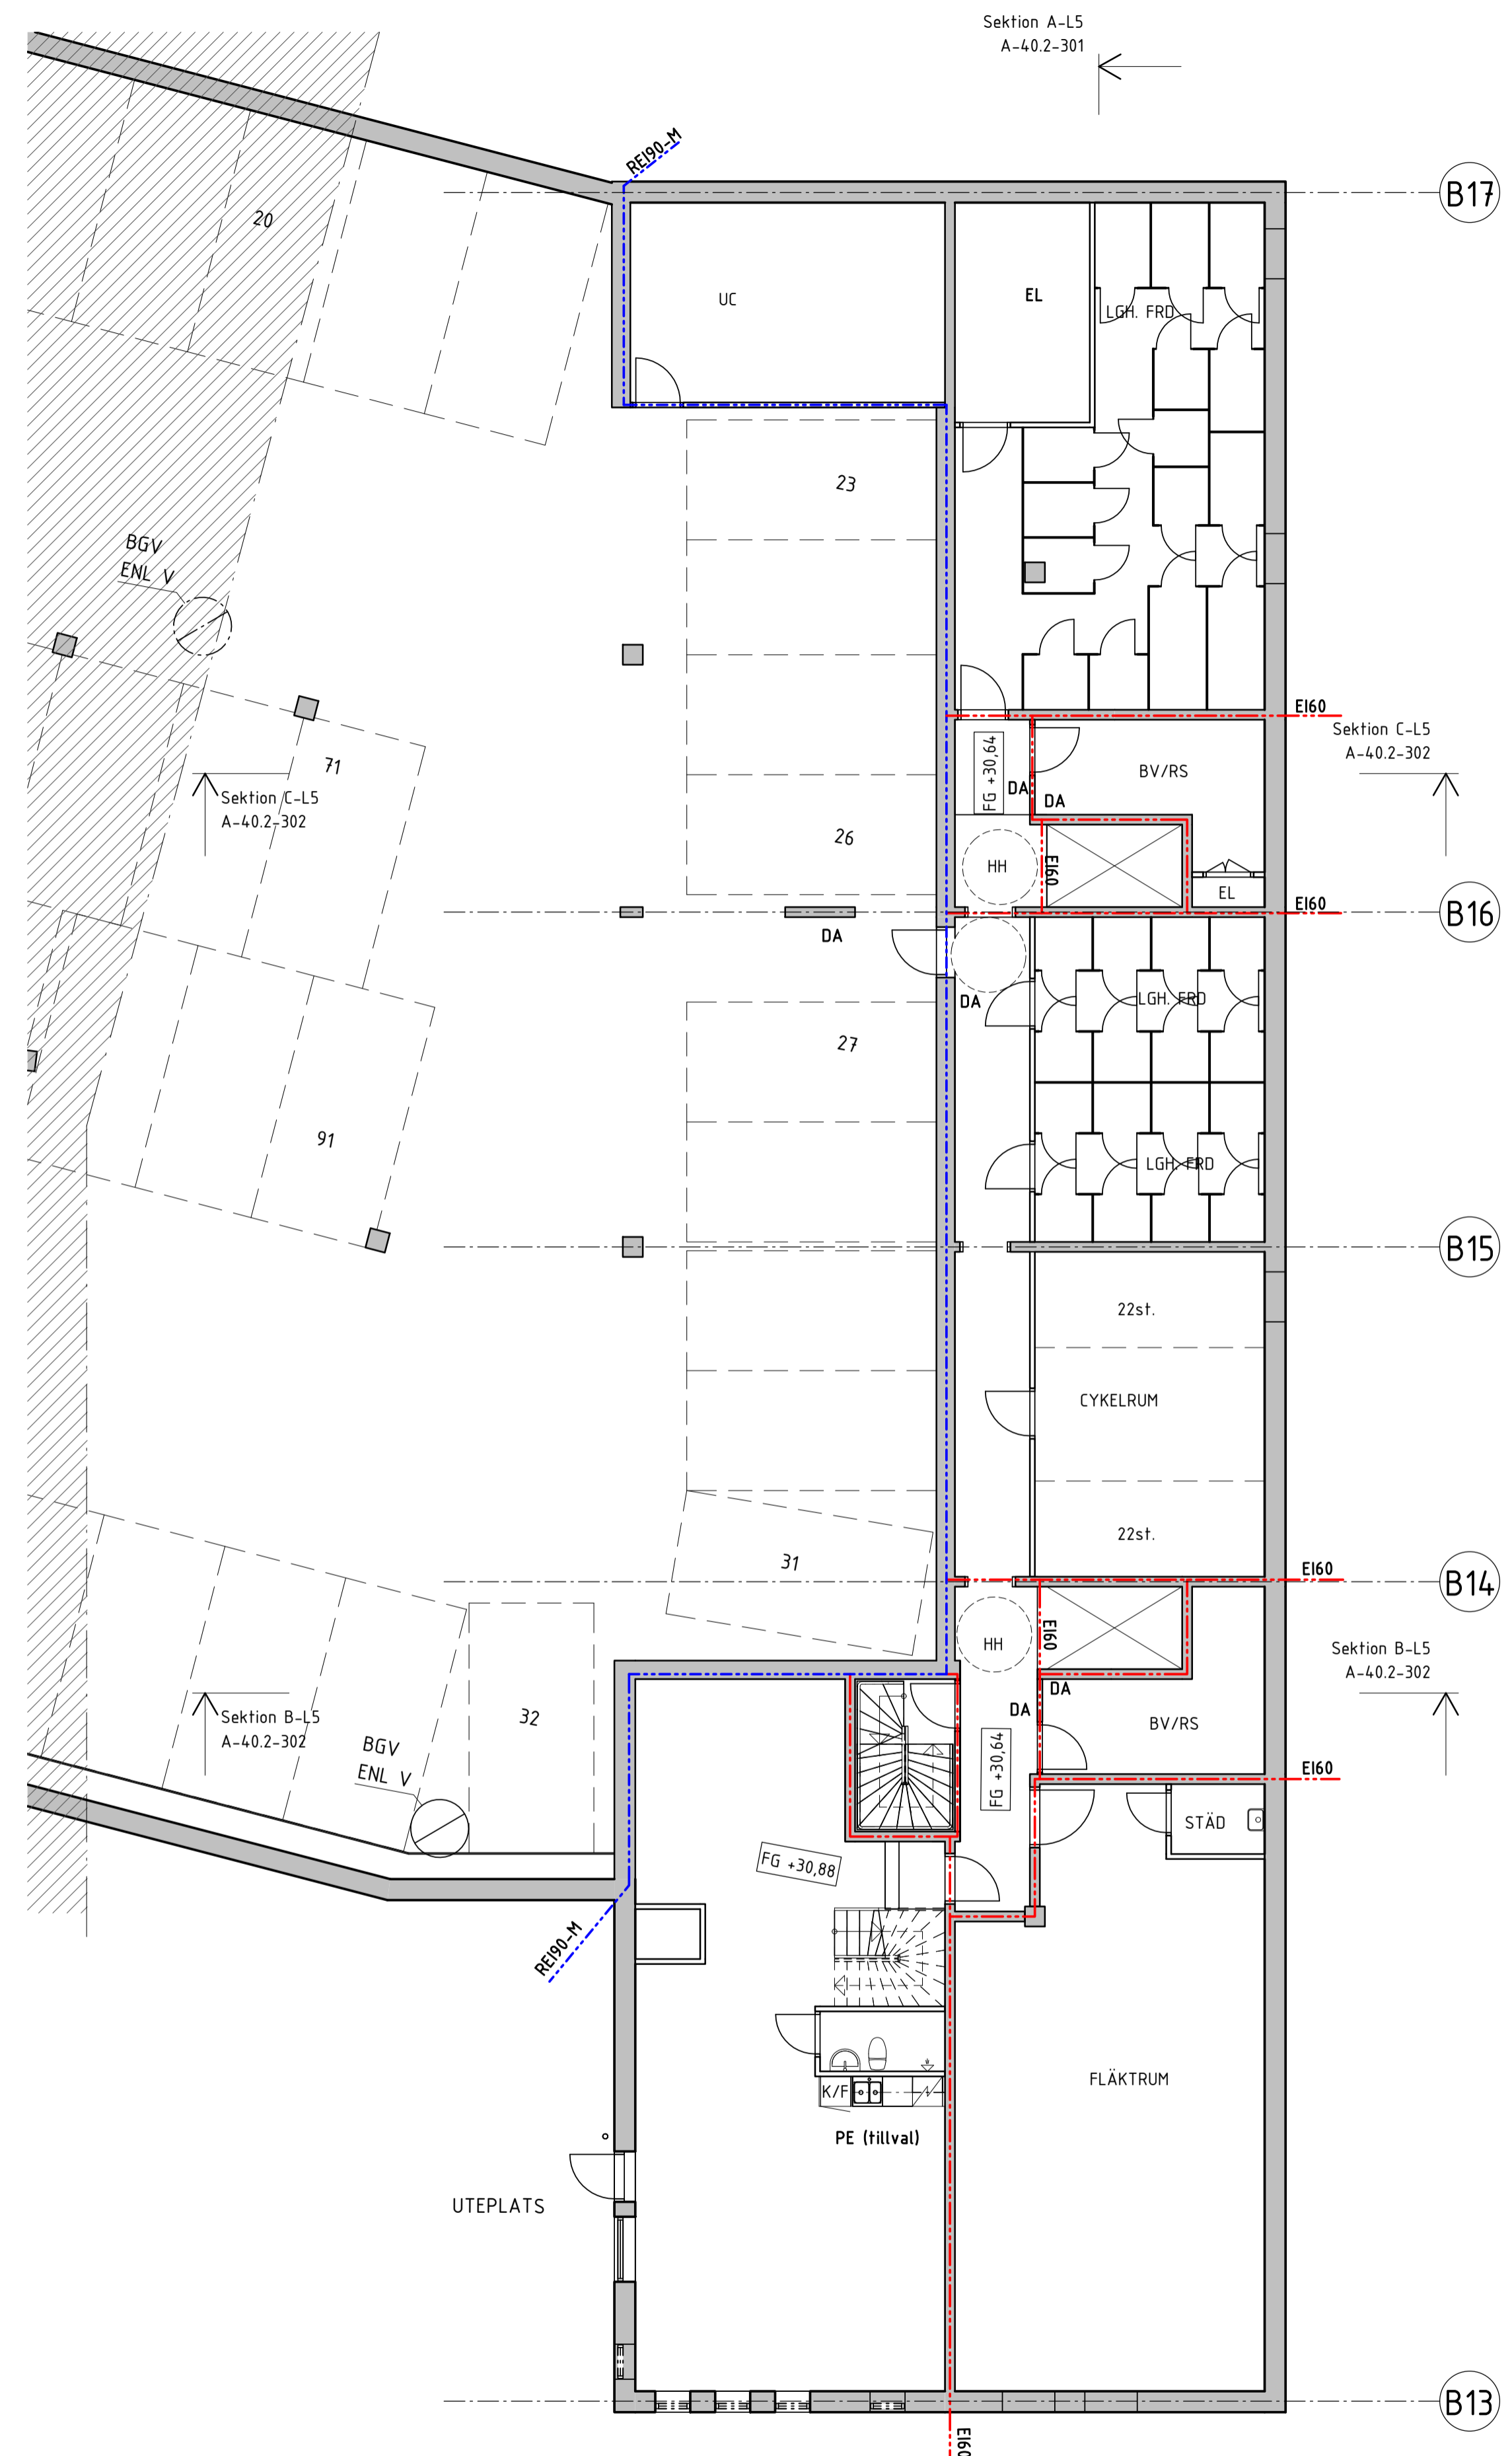 Sektion A-L5
A-40.2-301
REI90-M
B17
20
UC
EL
LGH. FRD
23
BGV
ENL V
EI60
Sektion C-L5
A-40.2-302
71
FG +30,64
BV/RS
DA
DA
Sektion C-L5
A-40.2-302
26
HH
EI60
EL
EI60
B16
DA
DA
LGH. FRD
27
91
LGH. FRD
B15
22st.
CYKELRUM
22st.
31
EI60
B14
EI60
HH
Sektion B-L5
A-40.2-302
DA
DA
32
Sektion B-L5
A-40.2-302
BV/RS
FG +30,64
BGV
ENL V
EI60
STÄD
FG +30,88
REI90-M
FLÄKTRUM
K/F
PE (tillval)
UTEPLATS
B13
EI60